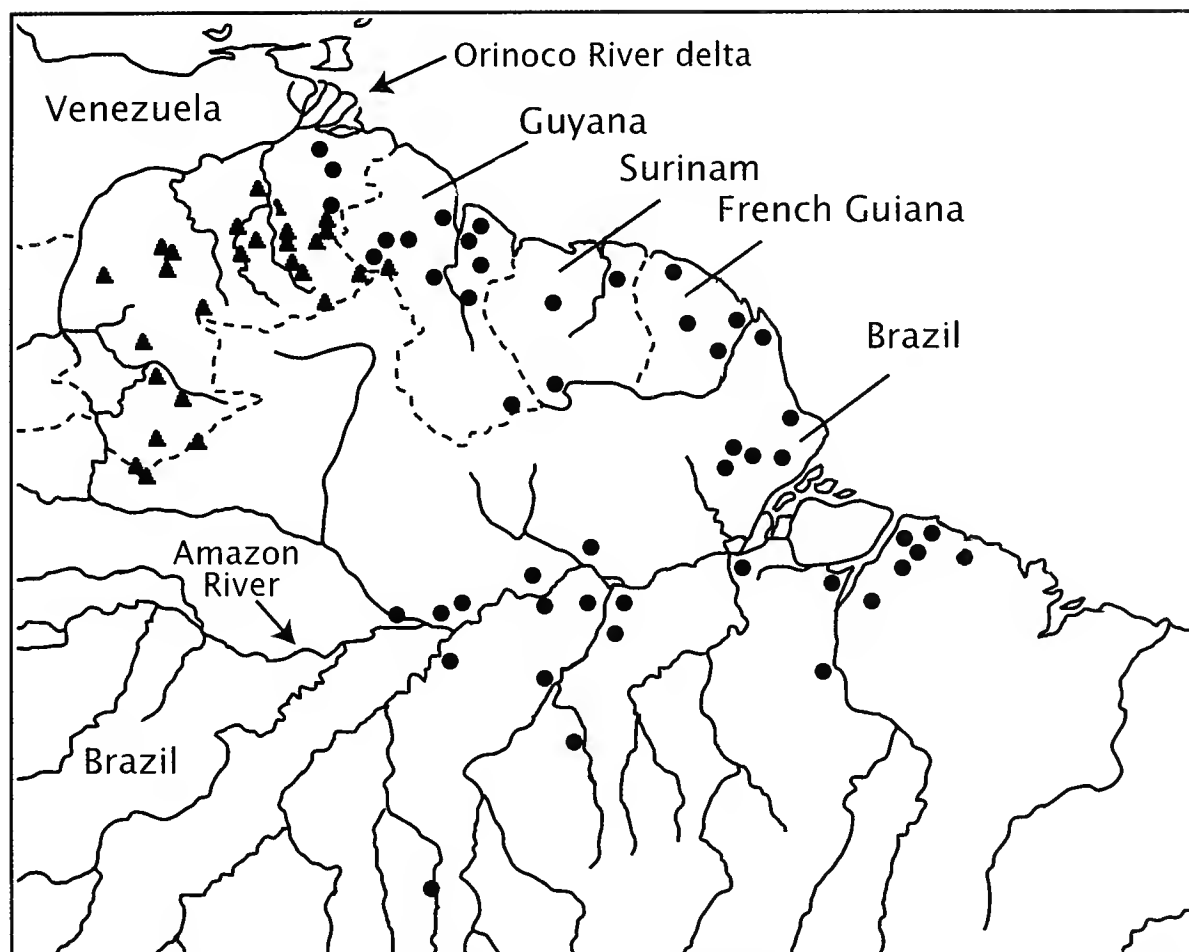 Orinoco River delta
Venezuela
Guyana
Surinam
French Guiana
Brazil
Amazon
River
Brazil